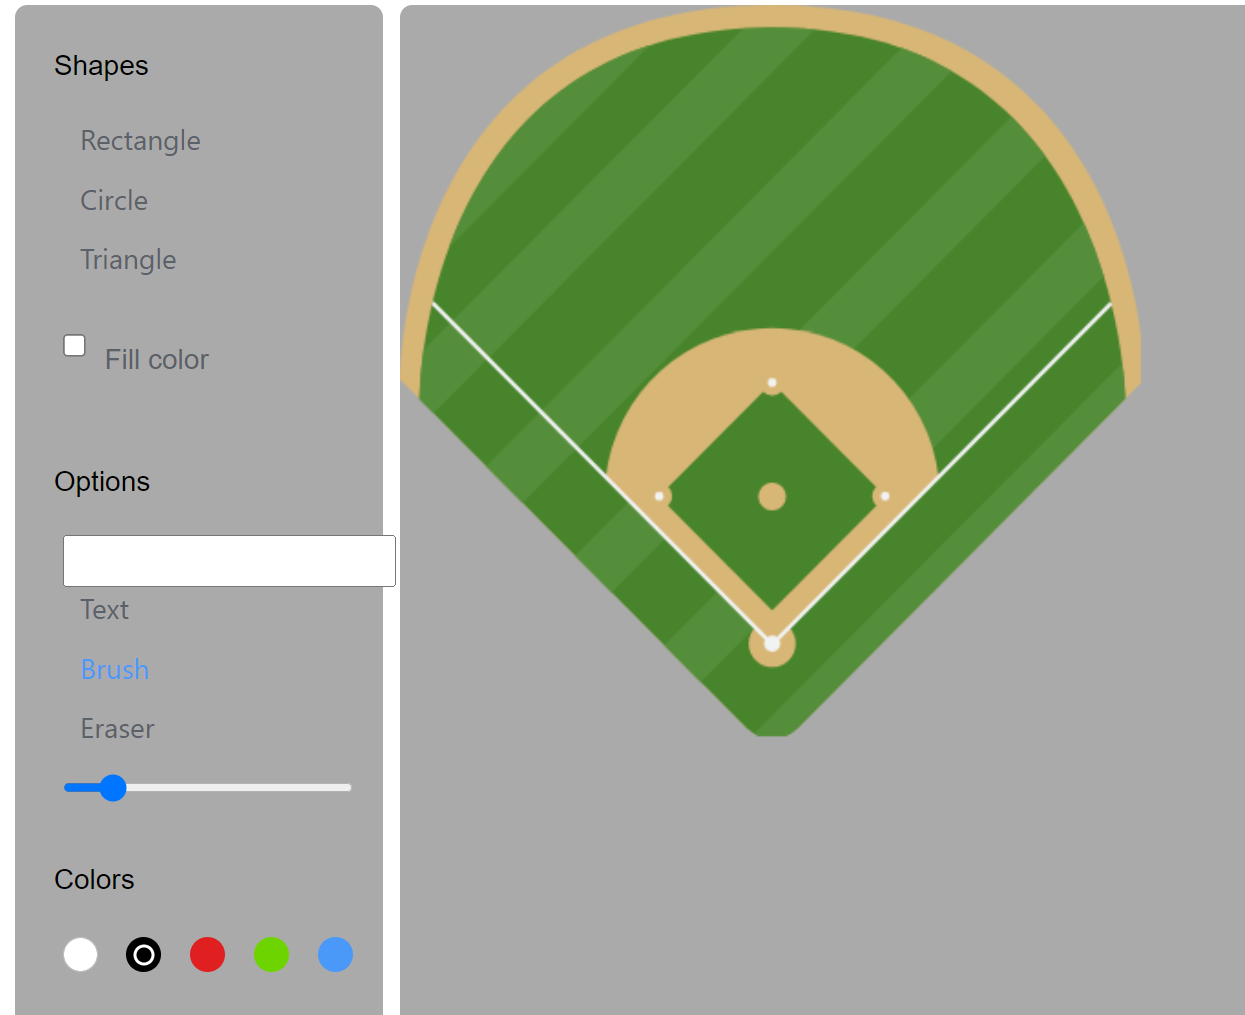 Shapes
Rectangle
Circle
Triangle
Fill color
Options
Text
Brush
Eraser
Colors